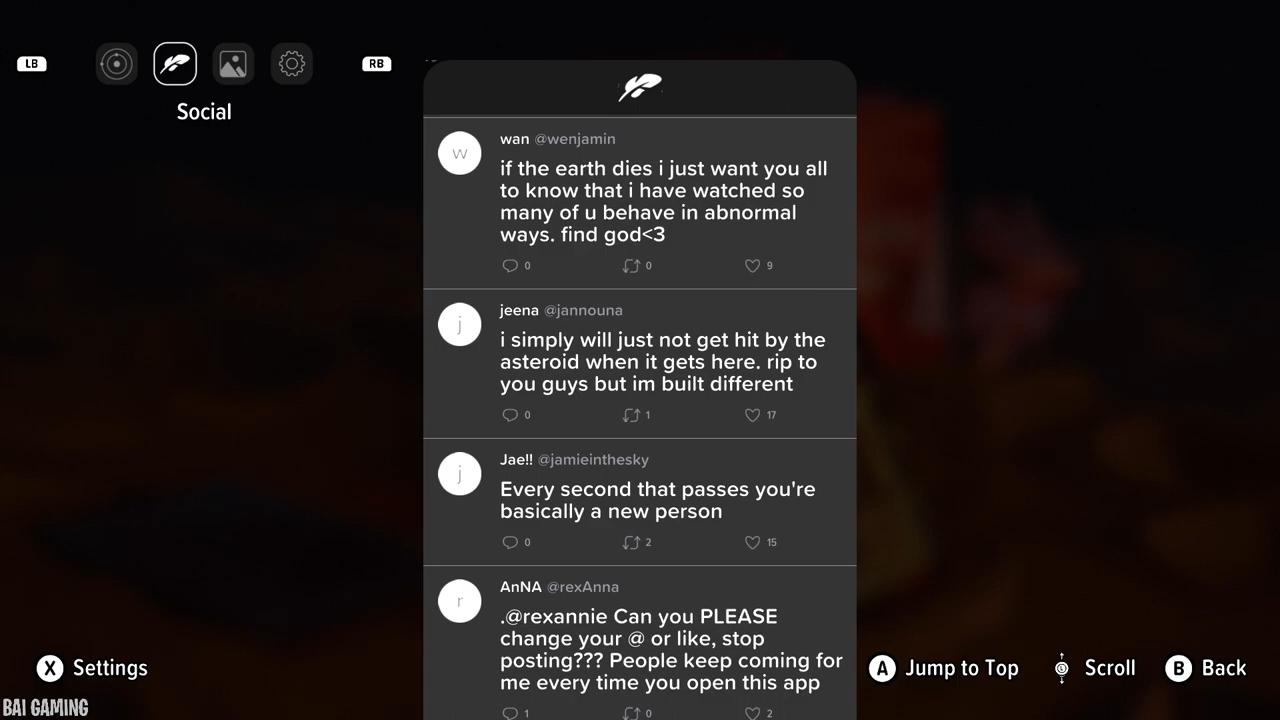 LB
RB
Social
wan @wenjamin
w
if the earth dies i just want you all
to know that i have watched so
many of u behave in abnormal
ways. find god<3
0
0
9
jeena @jannouna
j
i simply will just not get hit by the
asteroid when it gets here. rip to
you guys but im built different
0
1
17
Jae!! @jamieinthesky
j
Every second that passes you're
basically a new person
0
2
15
AnNA @rexAnna
r
.@rexannie Can you PLEASE
change your @ or like, stop
posting??? People keep coming for
me every time you open this app
1
0
2
X Settings
A Jump to Top
Scroll
B Back
BAI GAMING